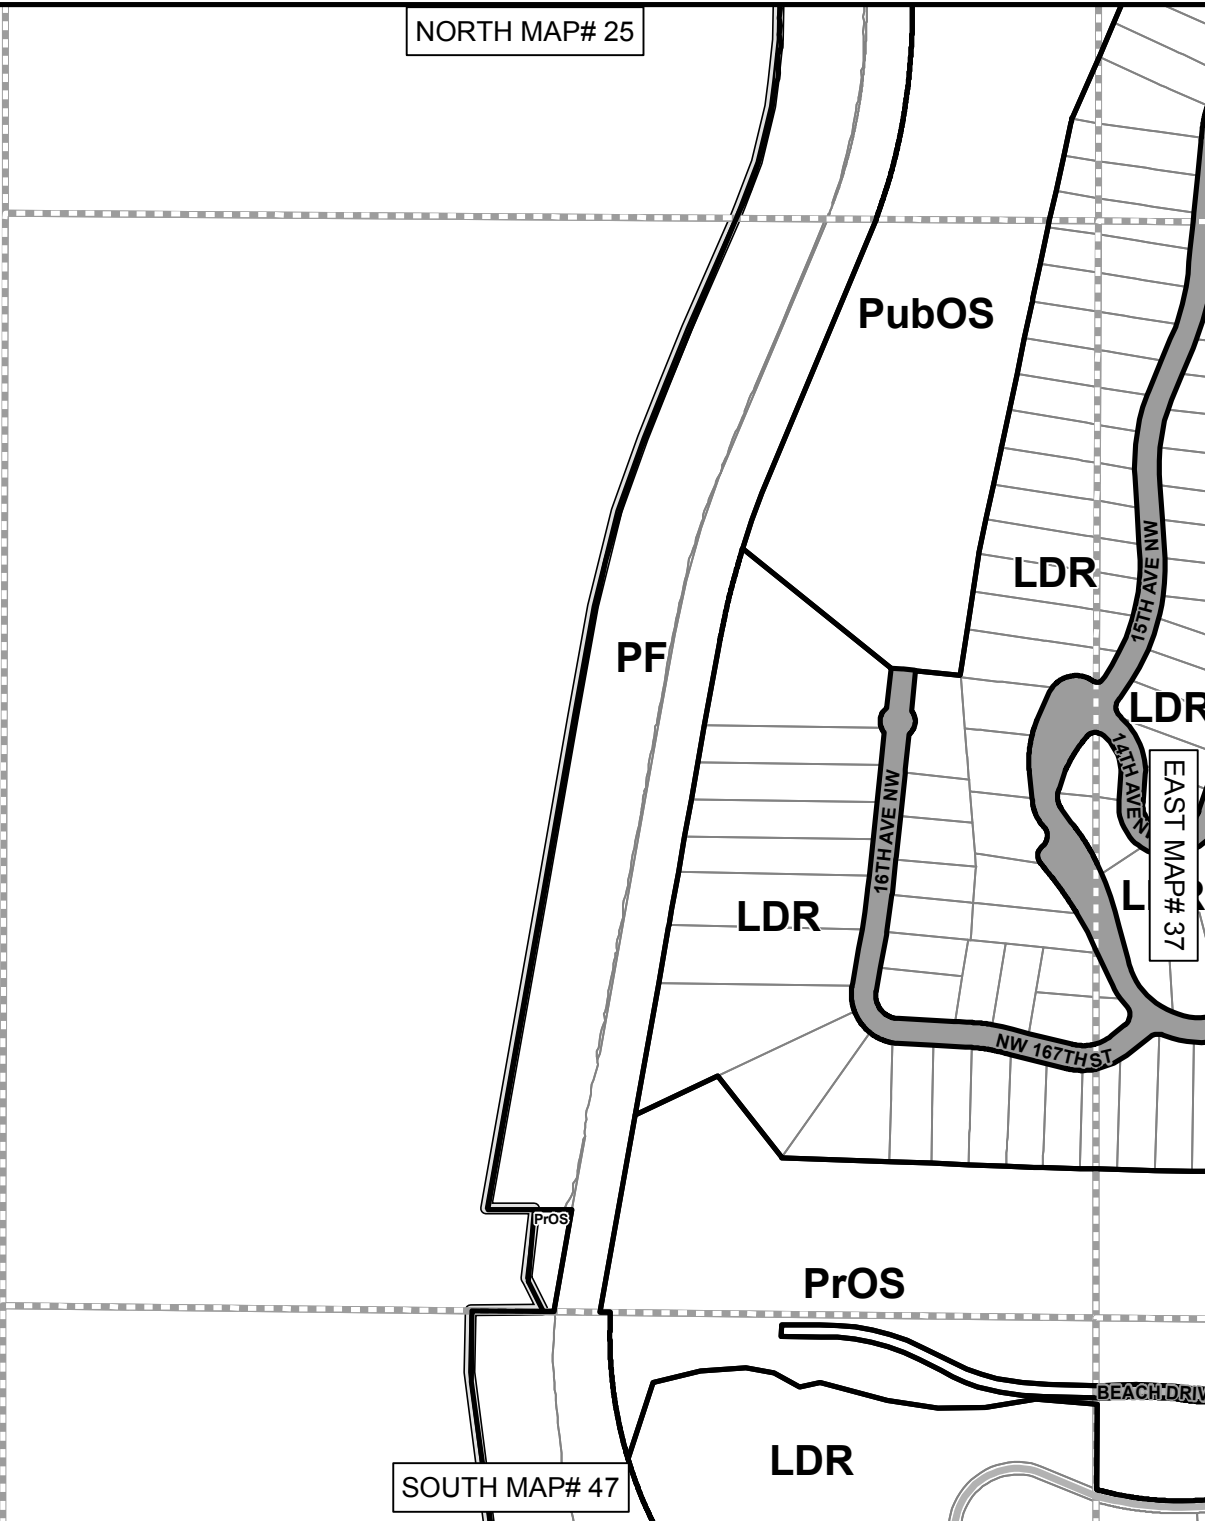 NORTH MAP# 25
PubOS
LDR
15TH AVE NW
PF
LDR
14TH AVE
EAST MAP# 37
16TH AVE NW
LDR
NW 167TH ST
PrOS
PrOS
BEACH DRIV
LDR
SOUTH MAP# 47